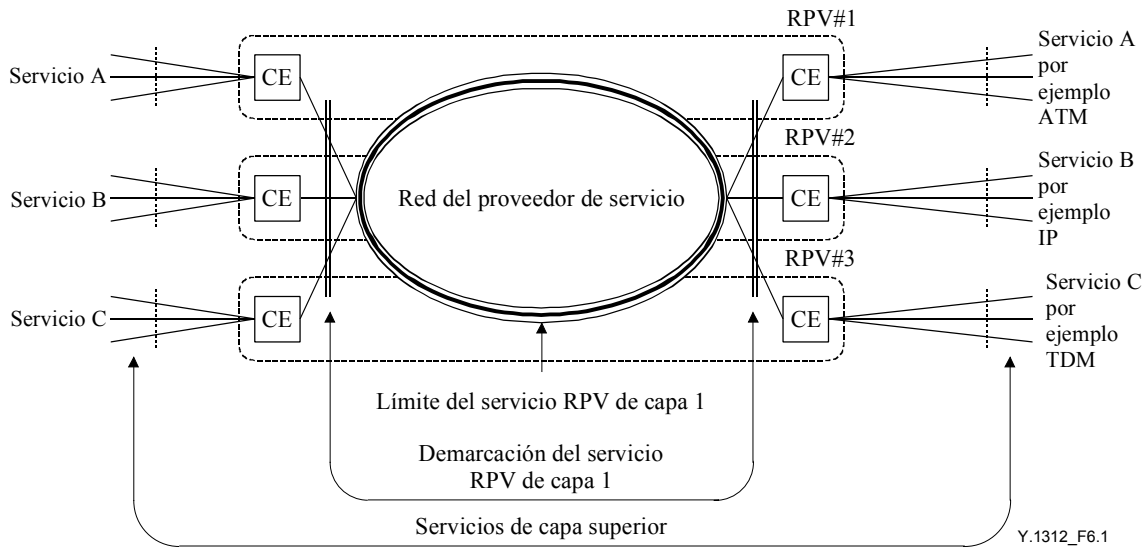 RPV#1
Servicio A
CE
CE
Servicio A
por
ejemplo
ATM
RPV#2
Servicio B
CE
Red del proveedor de servicio
CE
Servicio B
por
ejemplo
IP
RPV#3
Servicio C
CE
CE
Servicio C
por
ejemplo
TDM
Límite del servicio RPV de capa 1
Demarcación del servicio
RPV de capa 1
Servicios de capa superior
Y.1312_F6.1